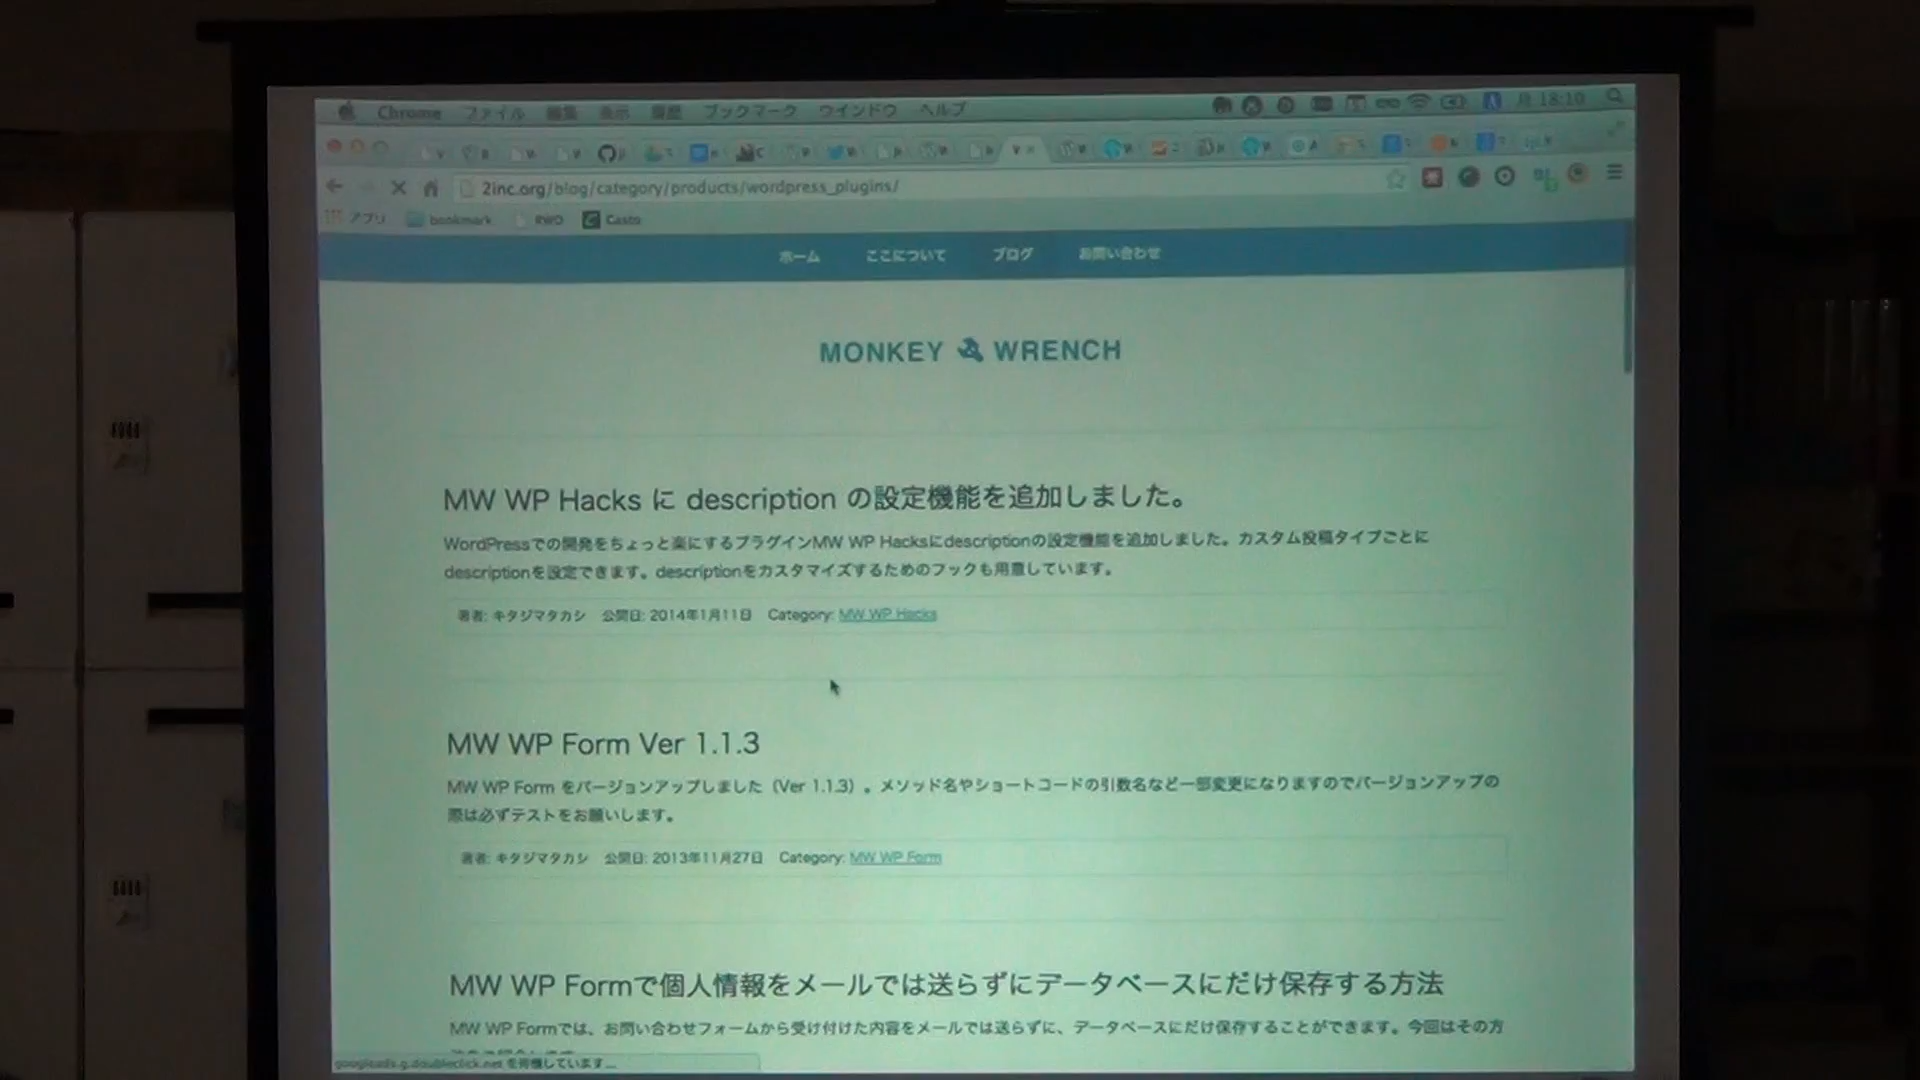 Chrome ファイル 編集 表示 履歴 ブックマーク ウインドウ ヘルプ
月 18:10
2inc.org/blog/category/products/wordpress_plugins/
アプリ bookmark RWD
ホーム ここについて ブログ お問い合わせ
MONKEY WRENCH
MW WP Hacks に description の設定機能を追加しました。
WordPressでの開発をちょっと楽にするプラグインMW WP Hacksにdescriptionの設定機能を追加しました。カスタム投稿タイプごとに
descriptionを設定できます。descriptionをカスタマイズするためのフックも用意しています。
著者: キタジマタカシ 公開日: 2014年1月11日 Category: MW WP Hacks
MW WP Form Ver 1.1.3
MW WP Form をバージョンアップしました（Ver 1.1.3）。メソッド名やショートコードの引数名など一部変更になりますのでバージョンアップの
際は必ずテストをお願いします。
著者: キタジマタカシ 公開日: 2013年11月27日 Category: MW WP Form
MW WP Formで個人情報をメールでは送らずにデータベースにだけ保存する方法
MW WP Formでは、お問い合わせフォームから受け付けた内容をメールでは送らずに、データベースにだけ保存することができます。今回はその方
googleads.g.doubleclick.net を待機しています...